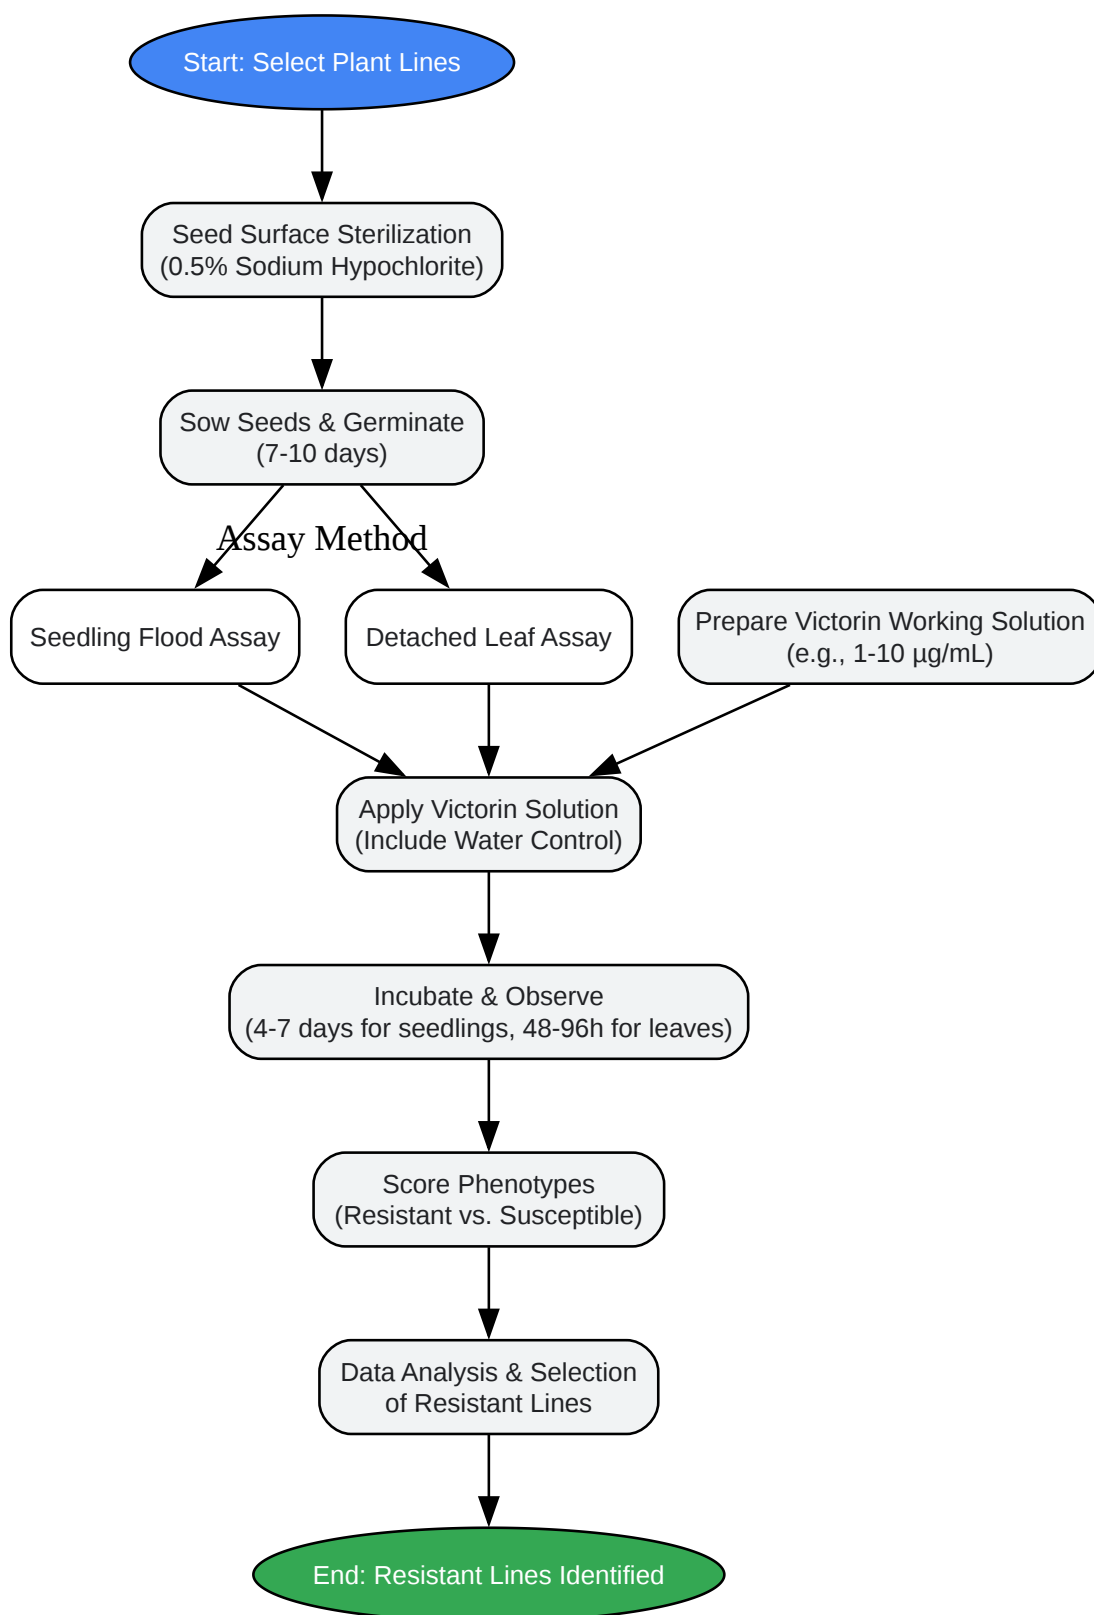 Start: Select Plant Lines
Seed Surface Sterilization
(0.5% Sodium Hypochlorite)
Sow Seeds & Germinate
(7-10 days)
Assay Method
Seedling Flood Assay
Detached Leaf Assay
Prepare Victorin Working Solution
(e.g., 1-10 µg/mL)
Apply Victorin Solution
(Include Water Control)
Incubate & Observe
(4-7 days for seedlings, 48-96h for leaves)
Score Phenotypes
(Resistant vs. Susceptible)
Data Analysis & Selection
of Resistant Lines
End: Resistant Lines Identified